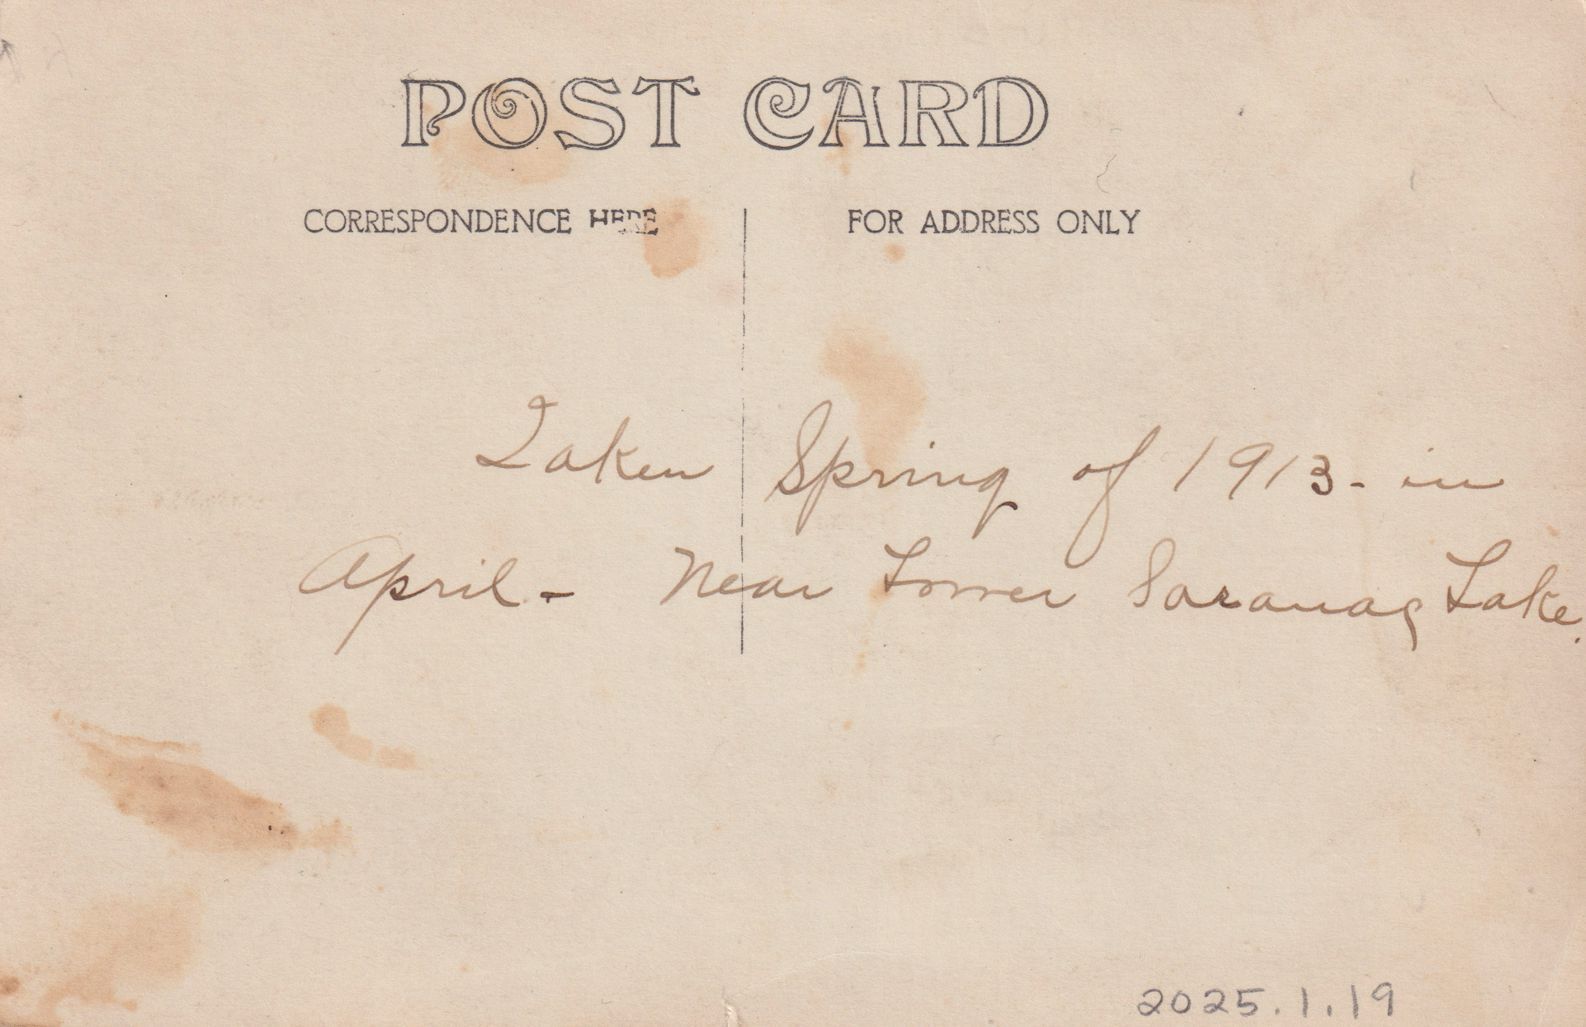 POST CARD
CORRESPONDENCE HERE
FOR ADDRESS ONLY
Taken Spring of 1913 - in
April - Near Lower Saranac Lake.
2025.1.19